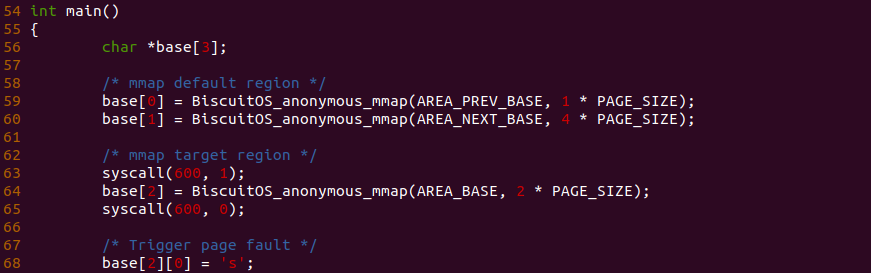 54 int main()
55 {
56         char *base[3];
57
58         /* mmap default region */
59         base[0] = BiscuitOS_anonymous_mmap(AREA_PREV_BASE, 1 * PAGE_SIZE);
60         base[1] = BiscuitOS_anonymous_mmap(AREA_NEXT_BASE, 4 * PAGE_SIZE);
61
62         /* mmap target region */
63         syscall(600, 1);
64         base[2] = BiscuitOS_anonymous_mmap(AREA_BASE, 2 * PAGE_SIZE);
65         syscall(600, 0);
66
67         /* Trigger page fault */
68         base[2][0] = 's';